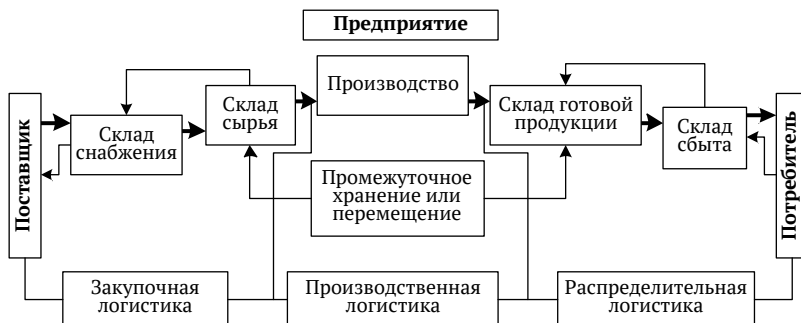 Предприятие
Поставщик
Склад
снабжения
Склад
сырья
Производство
Склад готовой
продукции
Склад
сбыта
Потребитель
Промежуточное
хранение или
перемещение
Закупочная
логистика
Производственная
логистика
Распределительная
логистика